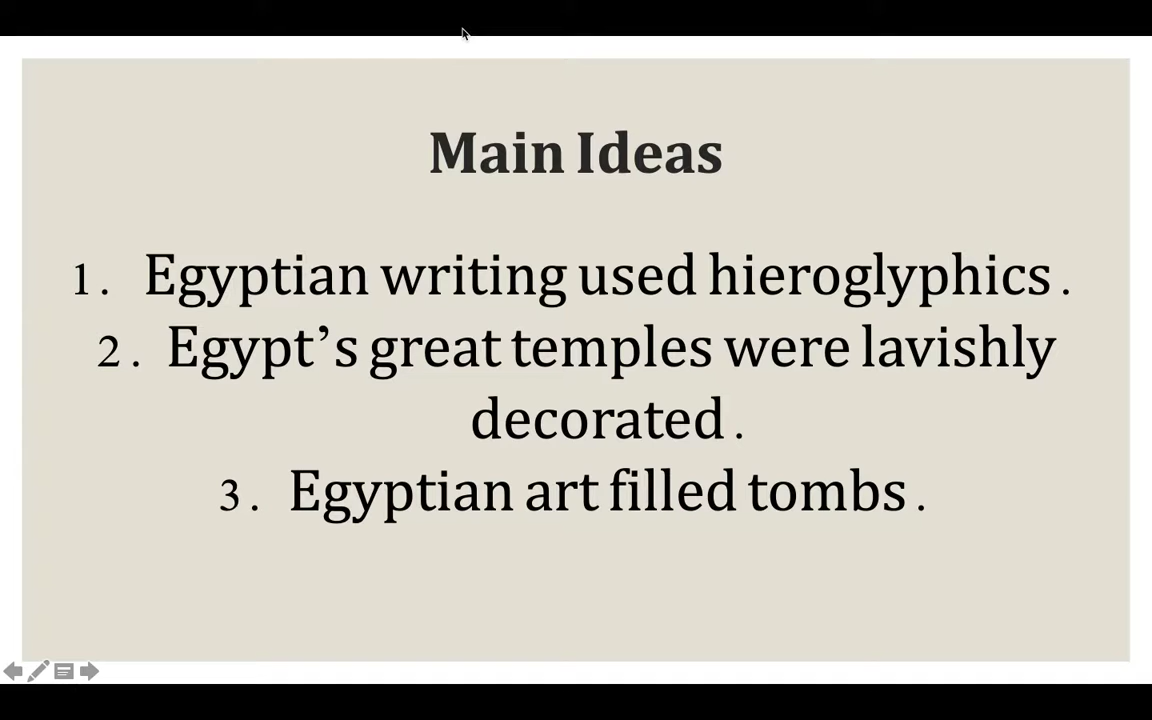 Main Ideas
1. Egyptian writing used hieroglyphics.
2. Egypt’s great temples were lavishly
decorated.
3. Egyptian art filled tombs.